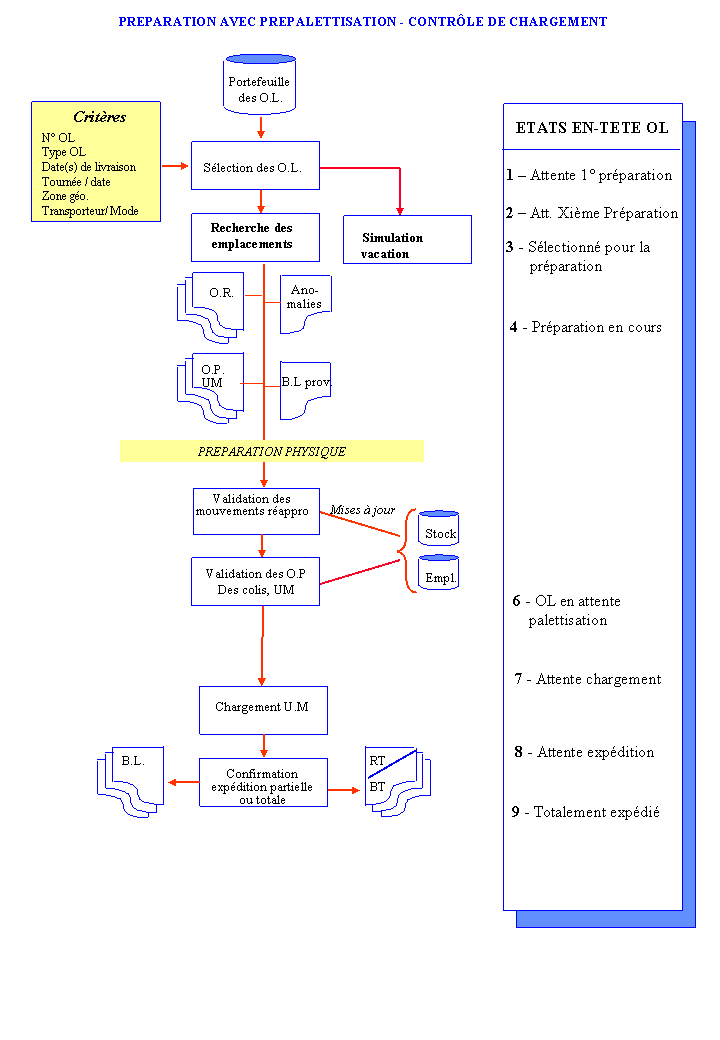 PREPARATION AVEC PREPALETTISATION - CONTRÔLE DE CHARGEMENT
Portefeuille
des O.L.
Critères
N° OL
Type OL
Date(s) de livraison
Tournée / date
Zone géo.
Transporteur/ Mode
Sélection des O.L.
Recherche des
emplacements
Simulation
vacation
O.R.
Ano-
malies
O.P.
UM
B.L prov.
PREPARATION PHYSIQUE
Validation des
mouvements réappro
Mises à jour
Stock
Empl.
Validation des O.P
Des colis, UM
Chargement U.M
B.L.
Confirmation
expédition partielle
ou totale
RT
BT
ETATS EN-TETE OL
1 – Attente 1° préparation
2 – Att. Xième Préparation
3 - Sélectionné pour la
préparation
4 - Préparation en cours
6 - OL en attente
palettisation
7 - Attente chargement
8 - Attente expédition
9 - Totalement expédié